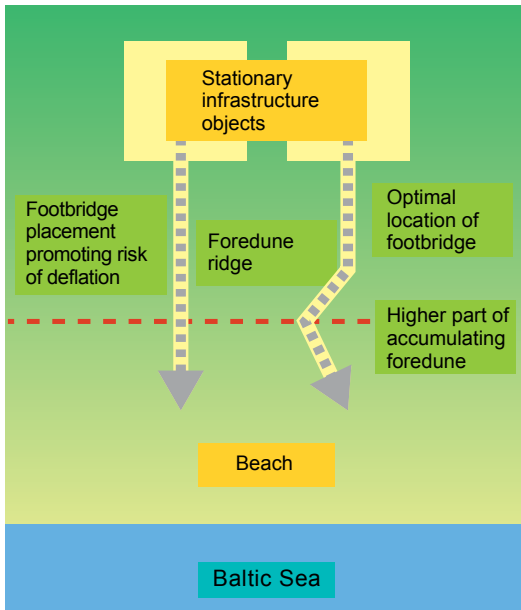 Stationary
infrastructure
objects
Footbridge
placement
promoting risk
of deflation
Foredune
ridge
Optimal
location of
footbridge
Higher part of
accumulating
foredune
Beach
Baltic Sea